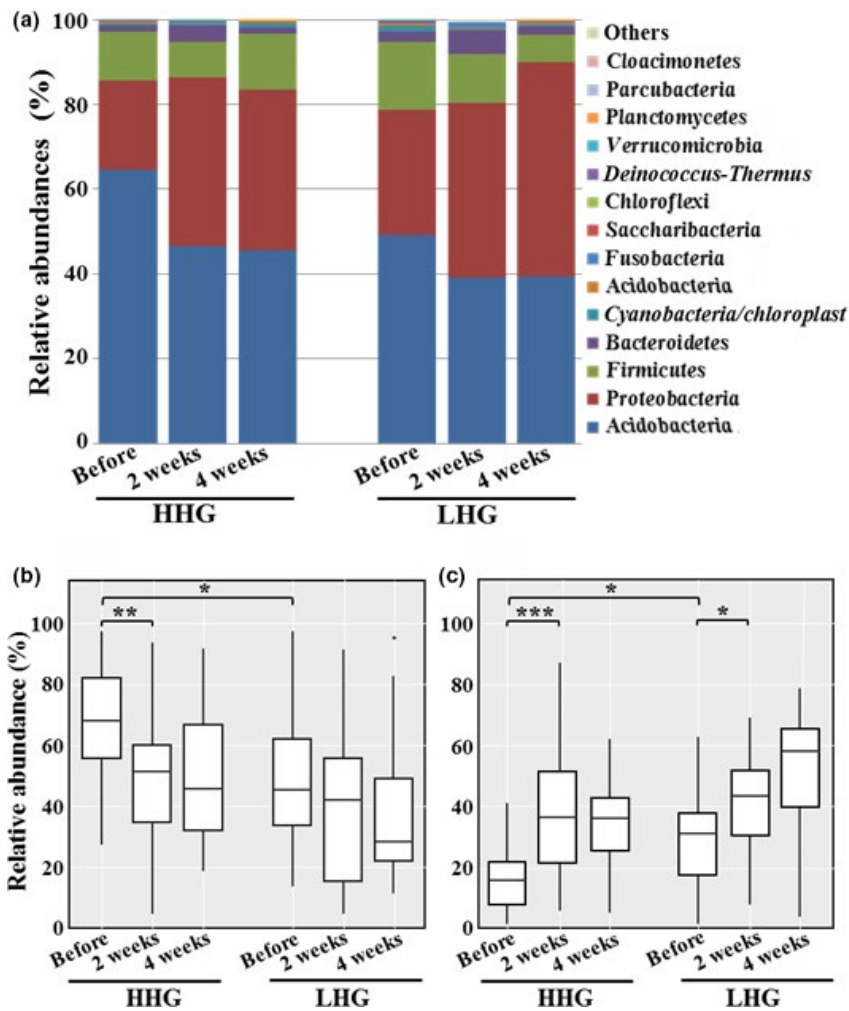 (a)
Relative abundances (%)
100
80
60
40
20
0
Before 2 weeks 4 weeks
HHG
Before 2 weeks 4 weeks
LHG
Others
Cloacimonetes
Parcubacteria
Planctomycetes
Verrucomicrobia
Deinococcus-Thermus
Chloroflexi
Saccharibacteria
Fusobacteria
Acidobacteria
Cyanobacteria/chloroplast
Bacteroidetes
Firmicutes
Proteobacteria
Acidobacteria
(b)
Relative abundance (%)
100
80
60
40
20
0
*
**
Before 2 weeks 4 weeks
HHG
Before 2 weeks 4 weeks
LHG
(c)
100
80
60
40
20
0
*
***
*
Before 2 weeks 4 weeks
HHG
Before 2 weeks 4 weeks
LHG